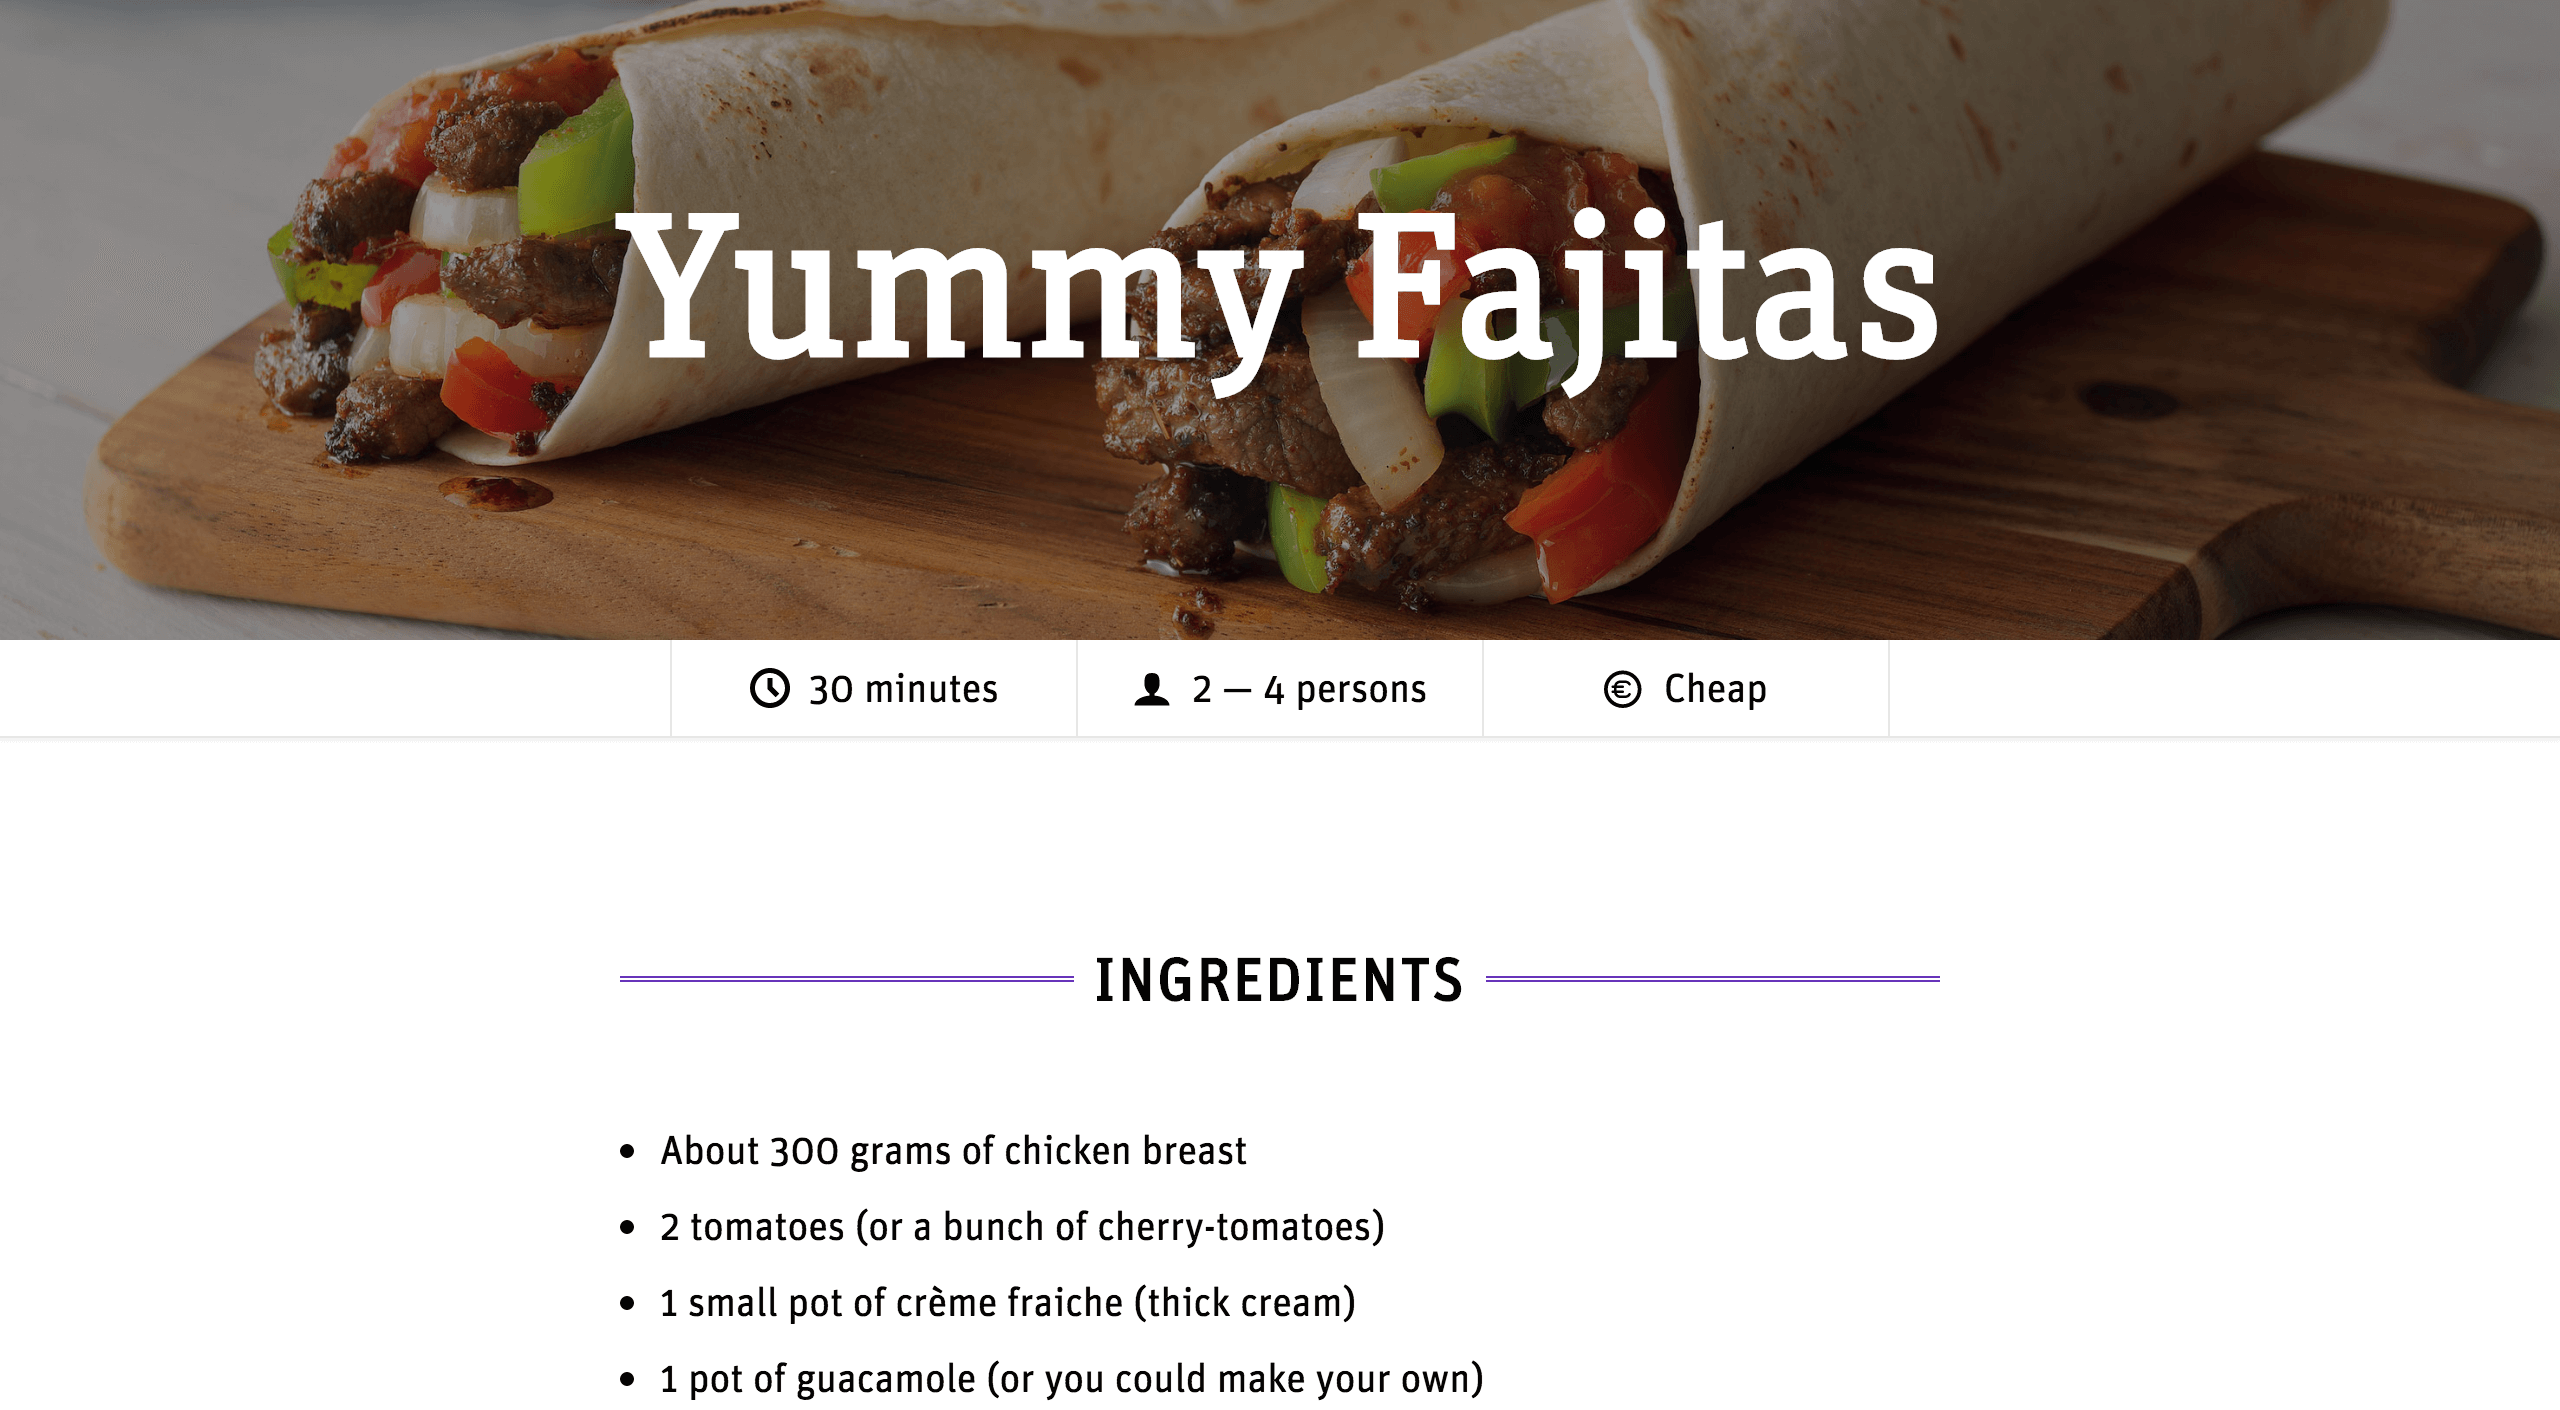 Yummy Fajitas
30 minutes
2 — 4 persons
Cheap
INGREDIENTS
• About 300 grams of chicken breast
• 2 tomatoes (or a bunch of cherry-tomatoes)
• 1 small pot of crème fraiche (thick cream)
• 1 pot of guacamole (or you could make your own)